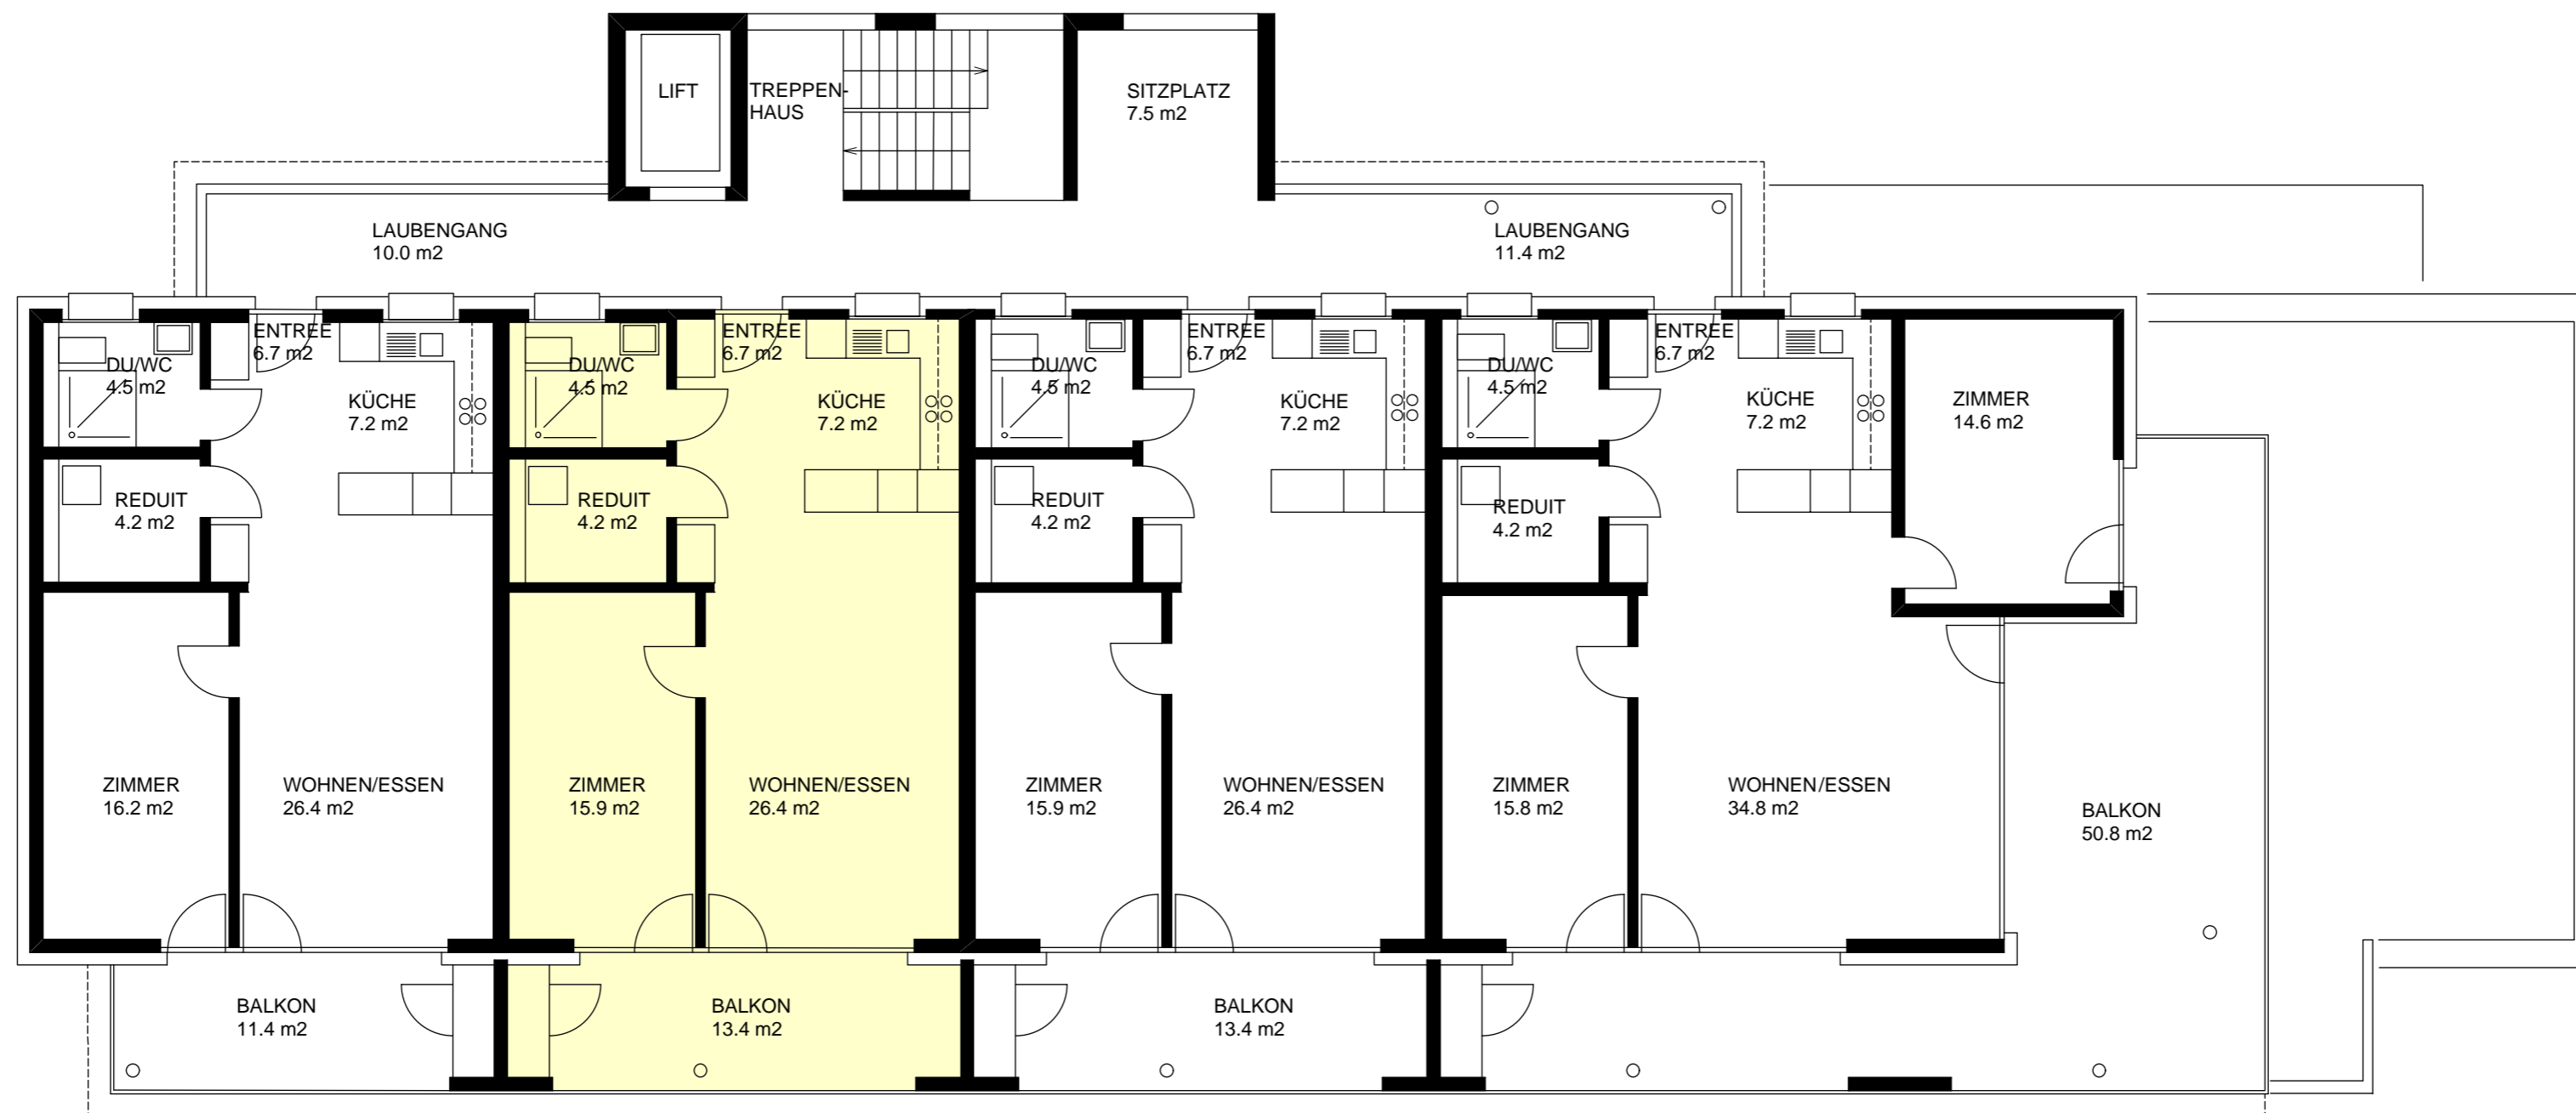 LIFT
TREPPEN-
HAUS
SITZPLATZ
7.5 m2
LAUBENGANG
10.0 m2
LAUBENGANG
11.4 m2
ENTREE
6.7 m2
DU/WC
4.5 m2
KÜCHE
7.2 m2
REDUIT
4.2 m2
ZIMMER
16.2 m2
WOHNEN/ESSEN
26.4 m2
BALKON
11.4 m2
ENTREE
6.7 m2
DU/WC
4.5 m2
KÜCHE
7.2 m2
REDUIT
4.2 m2
ZIMMER
15.9 m2
WOHNEN/ESSEN
26.4 m2
BALKON
13.4 m2
ENTREE
6.7 m2
DU/WC
4.5 m2
KÜCHE
7.2 m2
REDUIT
4.2 m2
ZIMMER
15.9 m2
WOHNEN/ESSEN
26.4 m2
BALKON
13.4 m2
ENTREE
6.7 m2
DU/WC
4.5 m2
KÜCHE
7.2 m2
ZIMMER
14.6 m2
REDUIT
4.2 m2
ZIMMER
15.8 m2
WOHNEN/ESSEN
34.8 m2
BALKON
50.8 m2